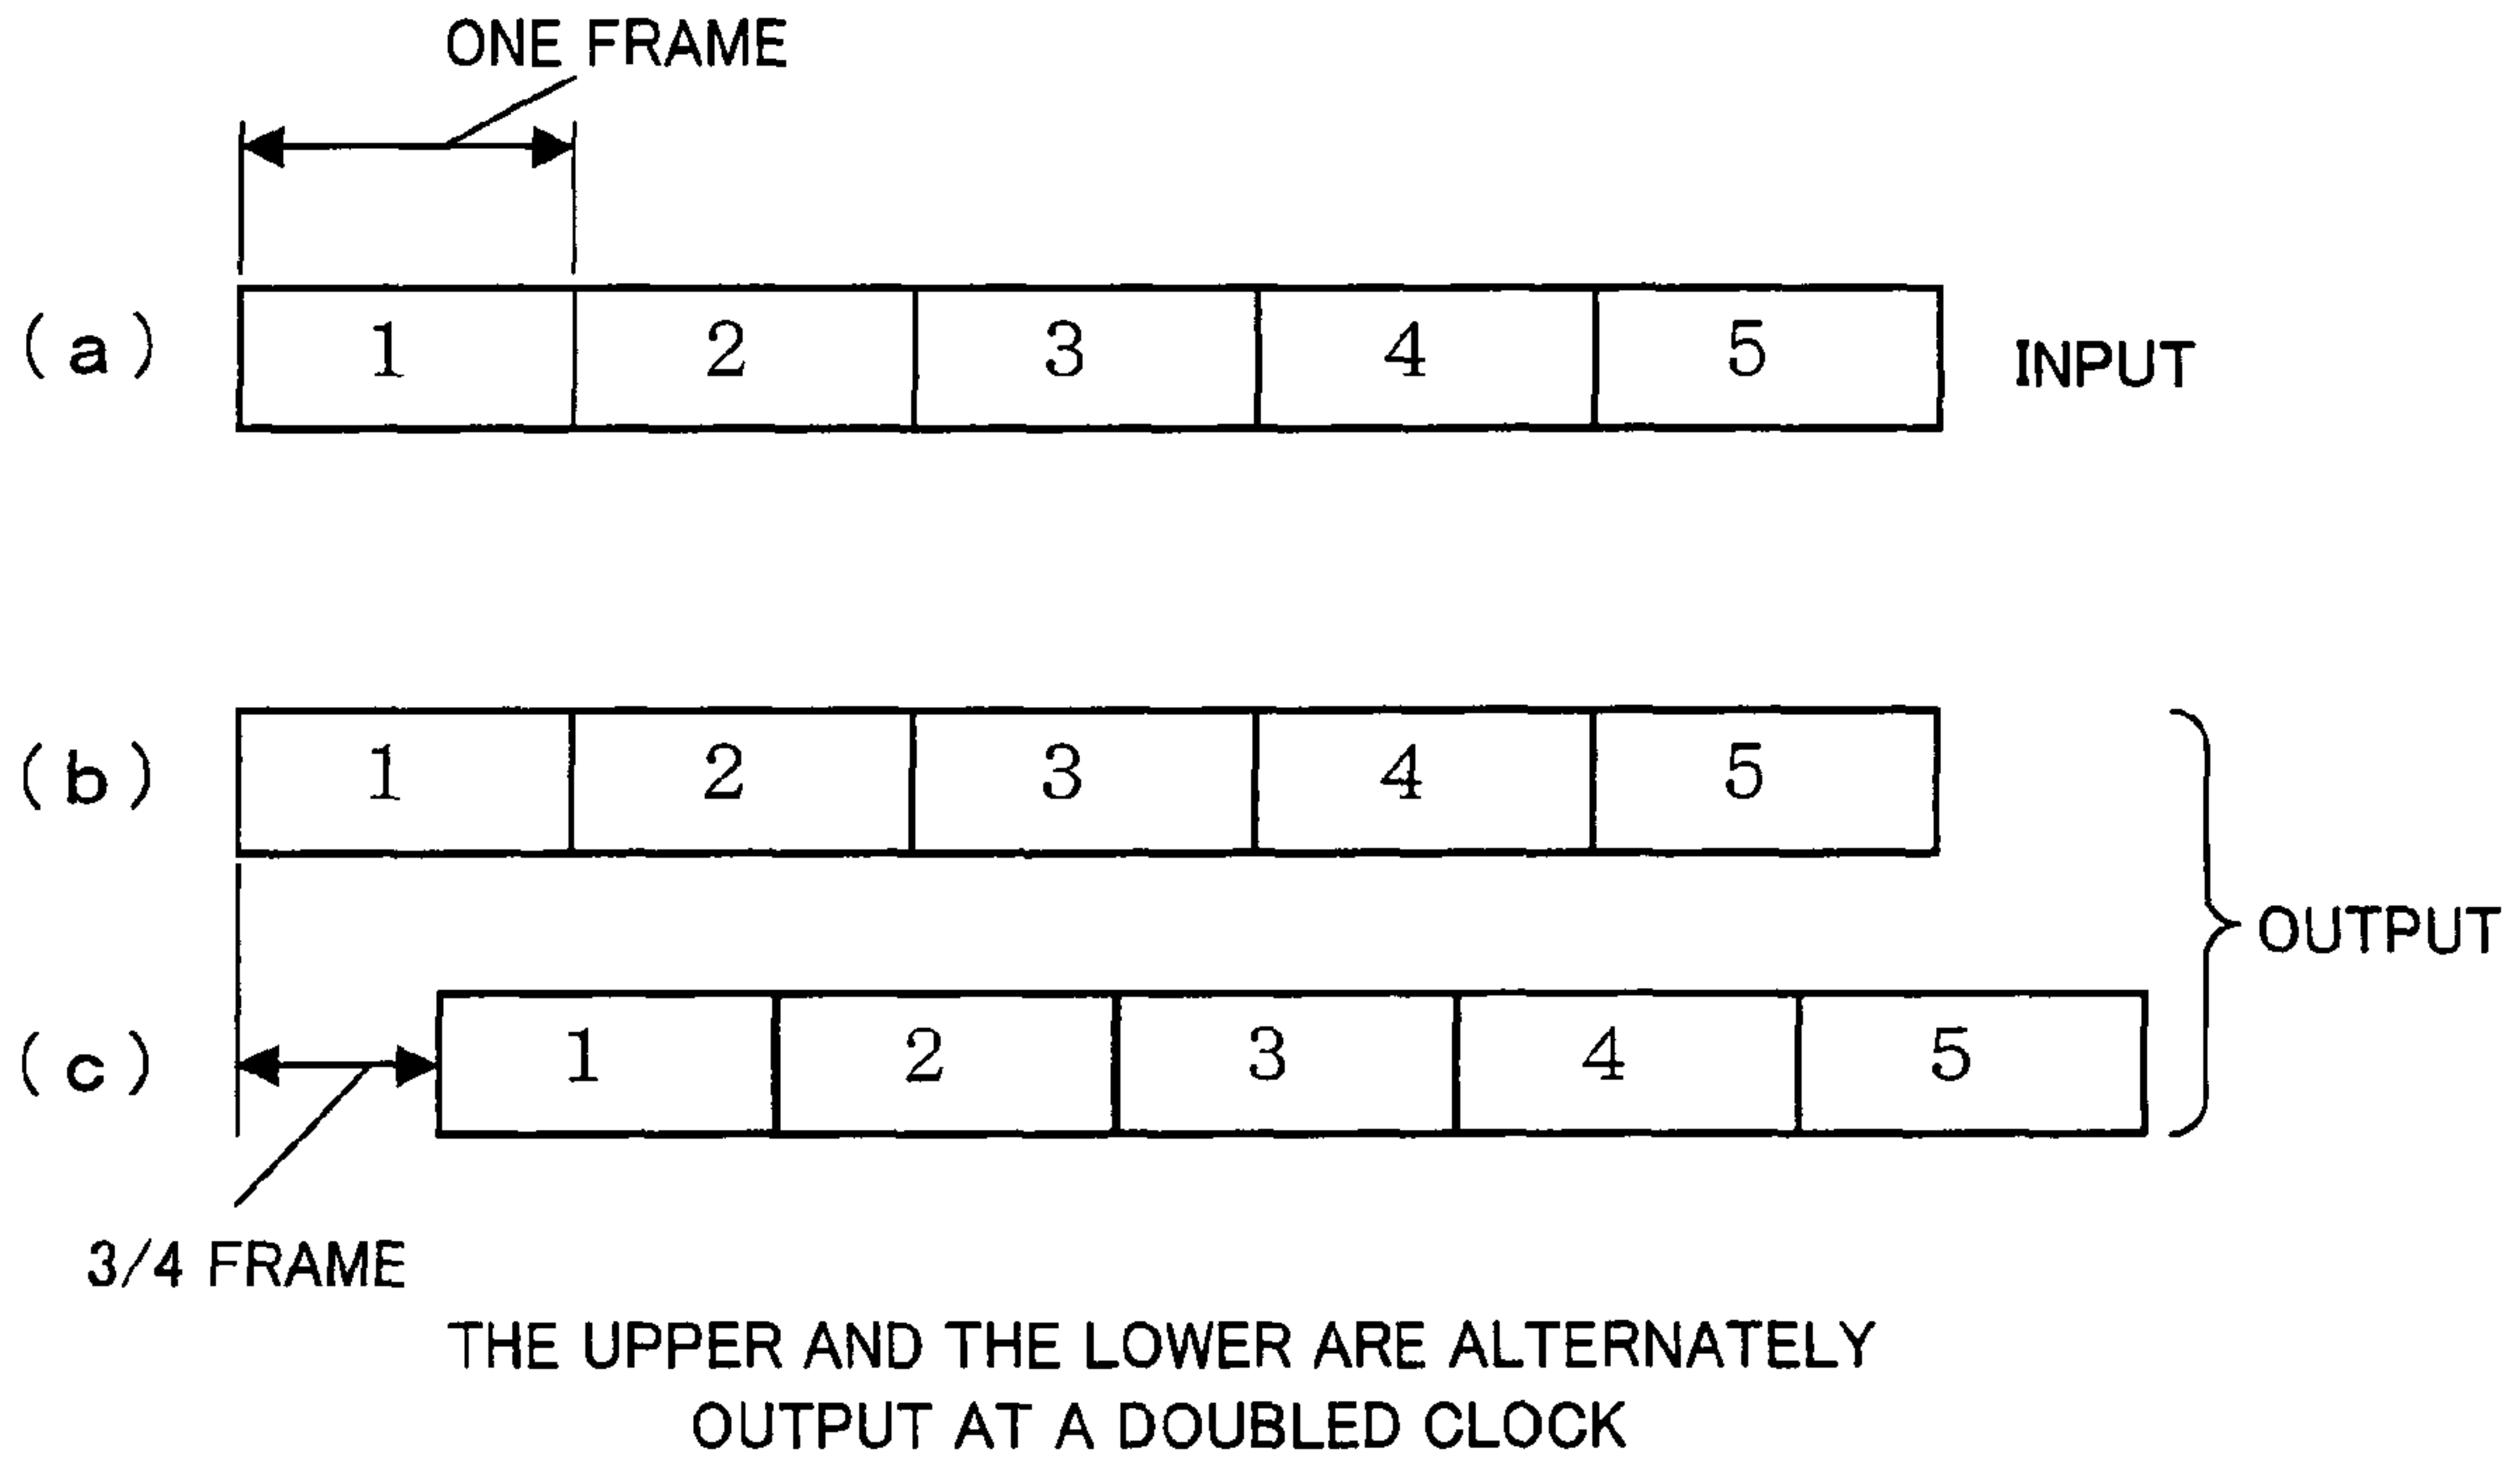 ONE FRAME
(a) 1 2 3 4 5 INPUT
(b) 1 2 3 4 5
OUTPUT
(c) 1 2 3 4 5
3/4 FRAME
THE UPPER AND THE LOWER ARE ALTERNATELY
OUTPUT AT A DOUBLED CLOCK